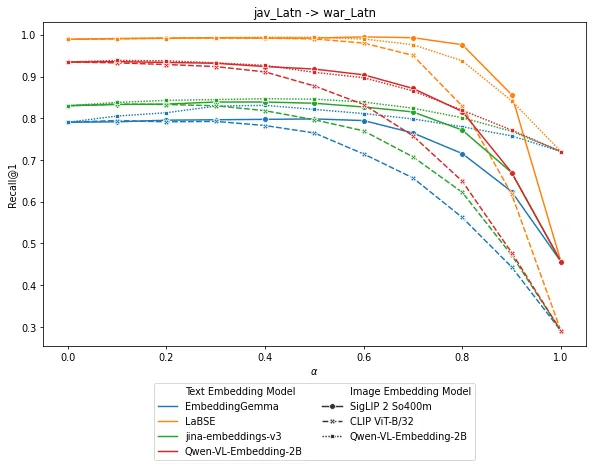 jav_Latn -> war_Latn
Recall@1
1.0
0.9
0.8
0.7
0.6
0.5
0.4
0.3
0.0 0.2 0.4 0.6 0.8 1.0
α
Text Embedding Model Image Embedding Model
EmbeddingGemma SigLIP 2 So400m
LaBSE CLIP ViT-B/32
jina-embeddings-v3 Qwen-VL-Embedding-2B
Qwen-VL-Embedding-2B